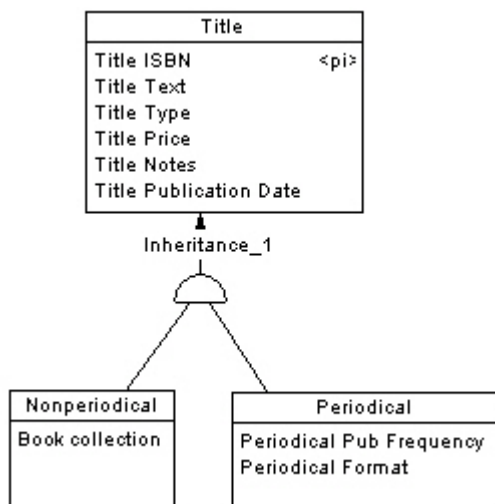 Title
Title ISBN <pi>
Title Text
Title Type
Title Price
Title Notes
Title Publication Date
Inheritance_1
Nonperiodical
Book collection
Periodical
Periodical Pub Frequency
Periodical Format